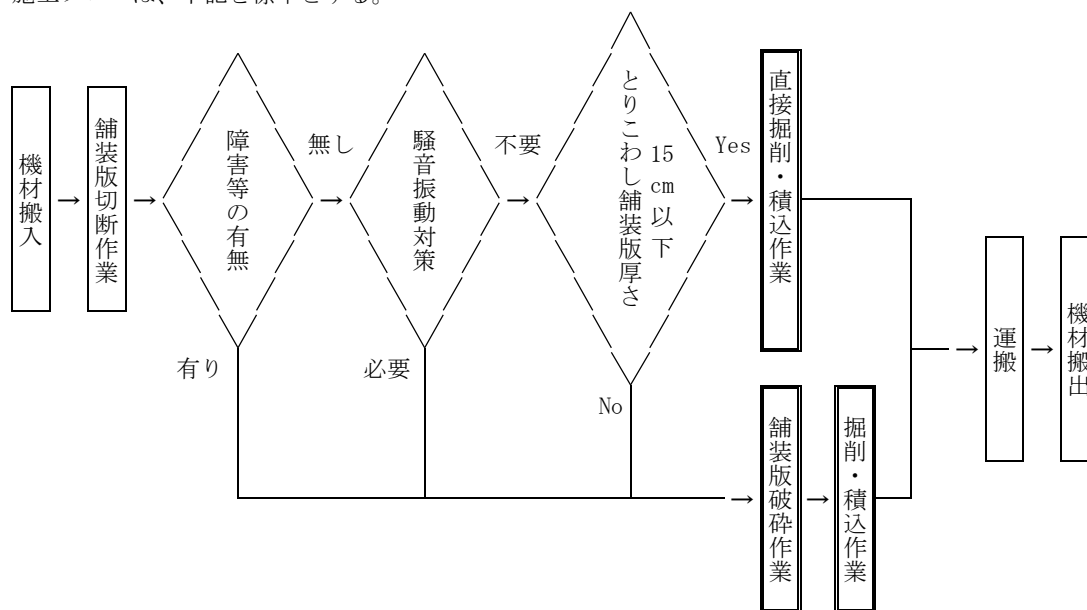 施工フローは、下記を標準とする。
機材搬入
→
舗装版切断作業
→
障害等の有無
無し
→
有り
騒音振動対策
不要
→
必要
とりこわし舗装版厚さ
15cm以下
Yes
→
No
直接掘削・積込作業
→
舗装版破砕作業
→
掘削・積込作業
→
運搬
→
機材搬出